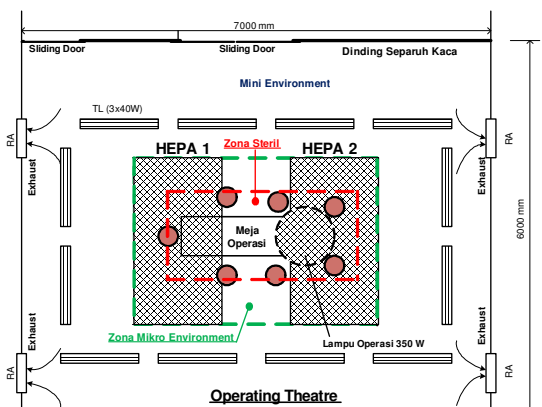 7000 mm
Sliding Door
Sliding Door
Dinding Separuh Kaca
Mini Environment
TL (3x40W)
RA
RA
HEPA 1
Zona Steril
HEPA 2
Exhaust
Exhaust
6000 mm
Meja
Operasi
Exhaust
Exhaust
Zona Mikro Environment
Lampu Operasi 350 W
RA
RA
Operating Theatre